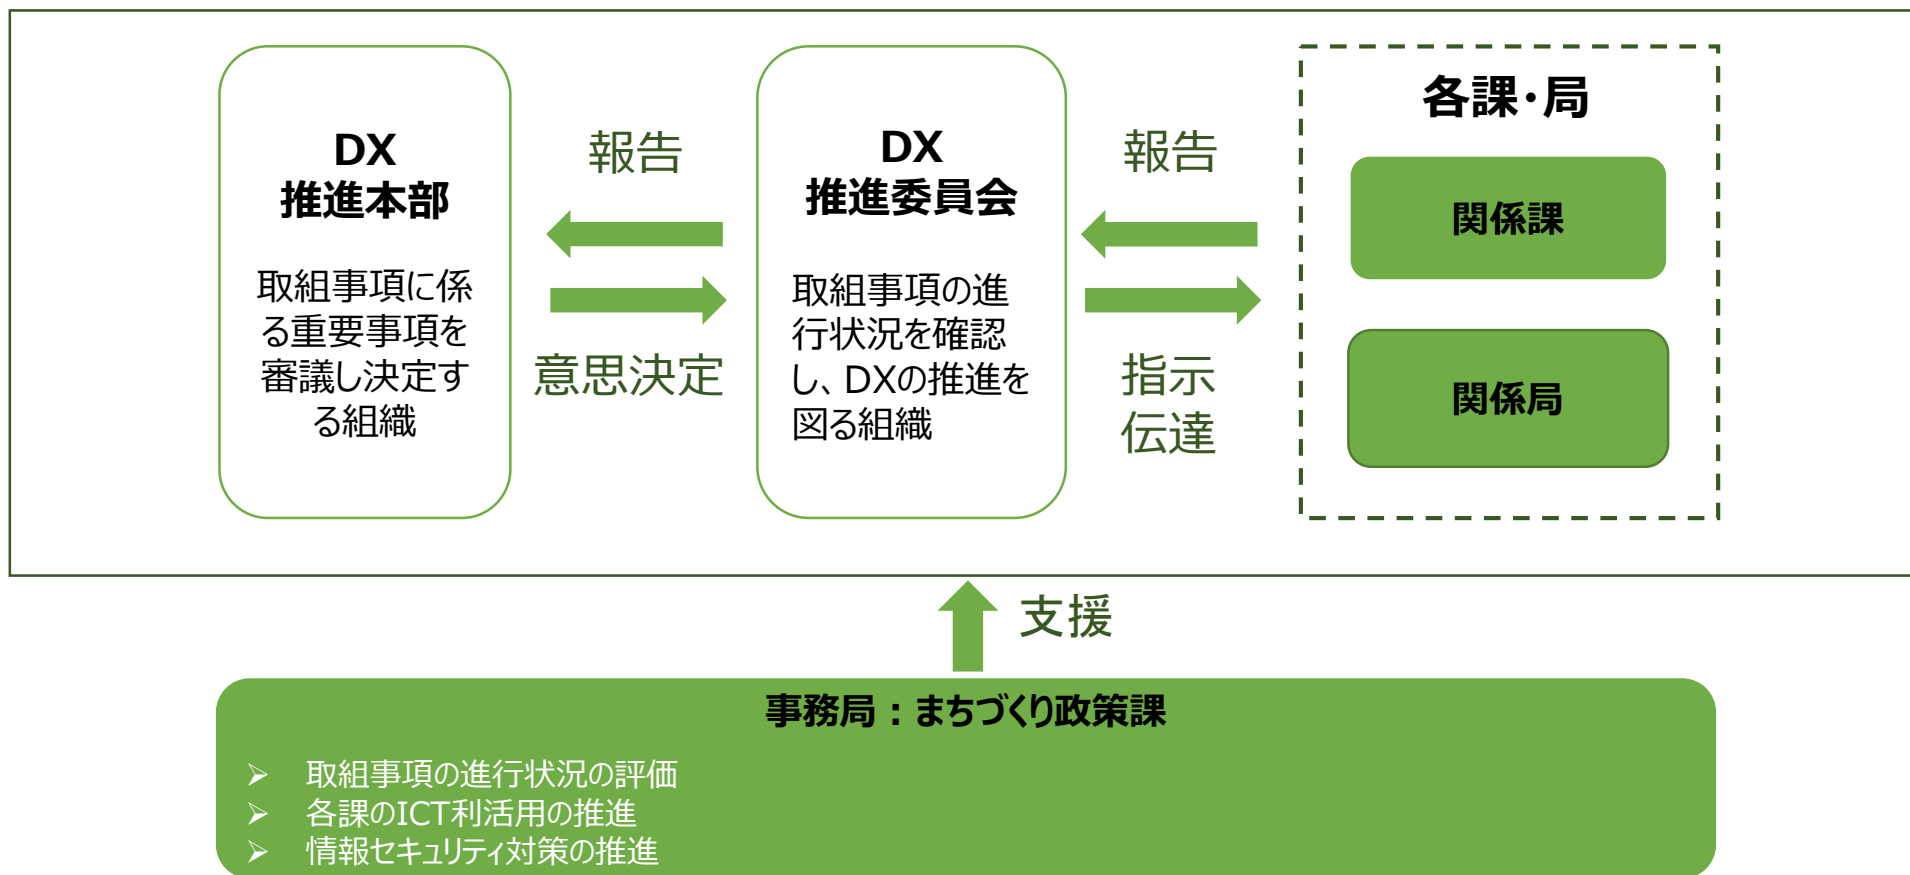 DX
推進本部
取組事項に係
る重要事項を
審議し決定す
る組織
報告
意思決定
DX
推進委員会
取組事項の進
行状況を確認
し、DXの推進を
図る組織
報告
指示
伝達
各課・局
関係課
関係局
支援
事務局：まちづくり政策課
➢ 取組事項の進行状況の評価
➢ 各課のICT利活用の推進
➢ 情報セキュリティ対策の推進